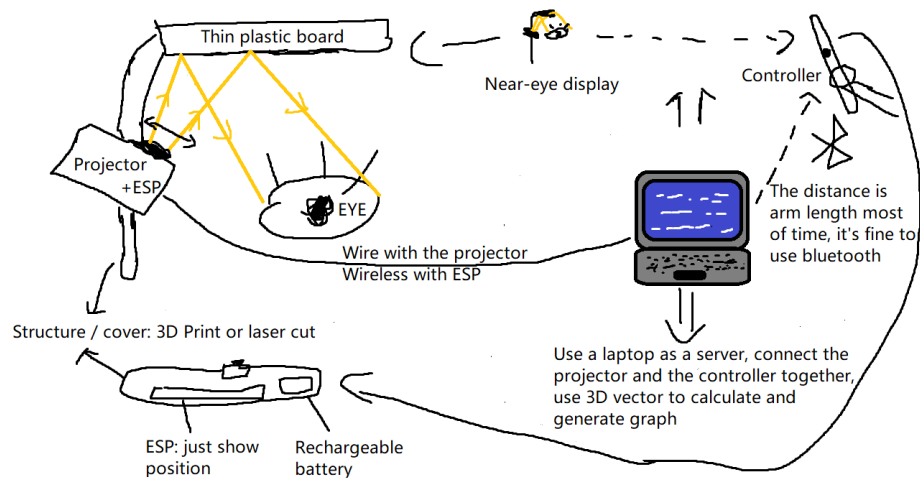 Thin plastic board
Near-eye display
Controller
Projector
+ESP
EYE
The distance is
arm length most
of time, it's fine to
use bluetooth
Wire with the projector
Wireless with ESP
Structure / cover: 3D Print or laser cut
Use a laptop as a server, connect the
projector and the controller together,
use 3D vector to calculate and
generate graph
ESP: just show
position
Rechargeable
battery